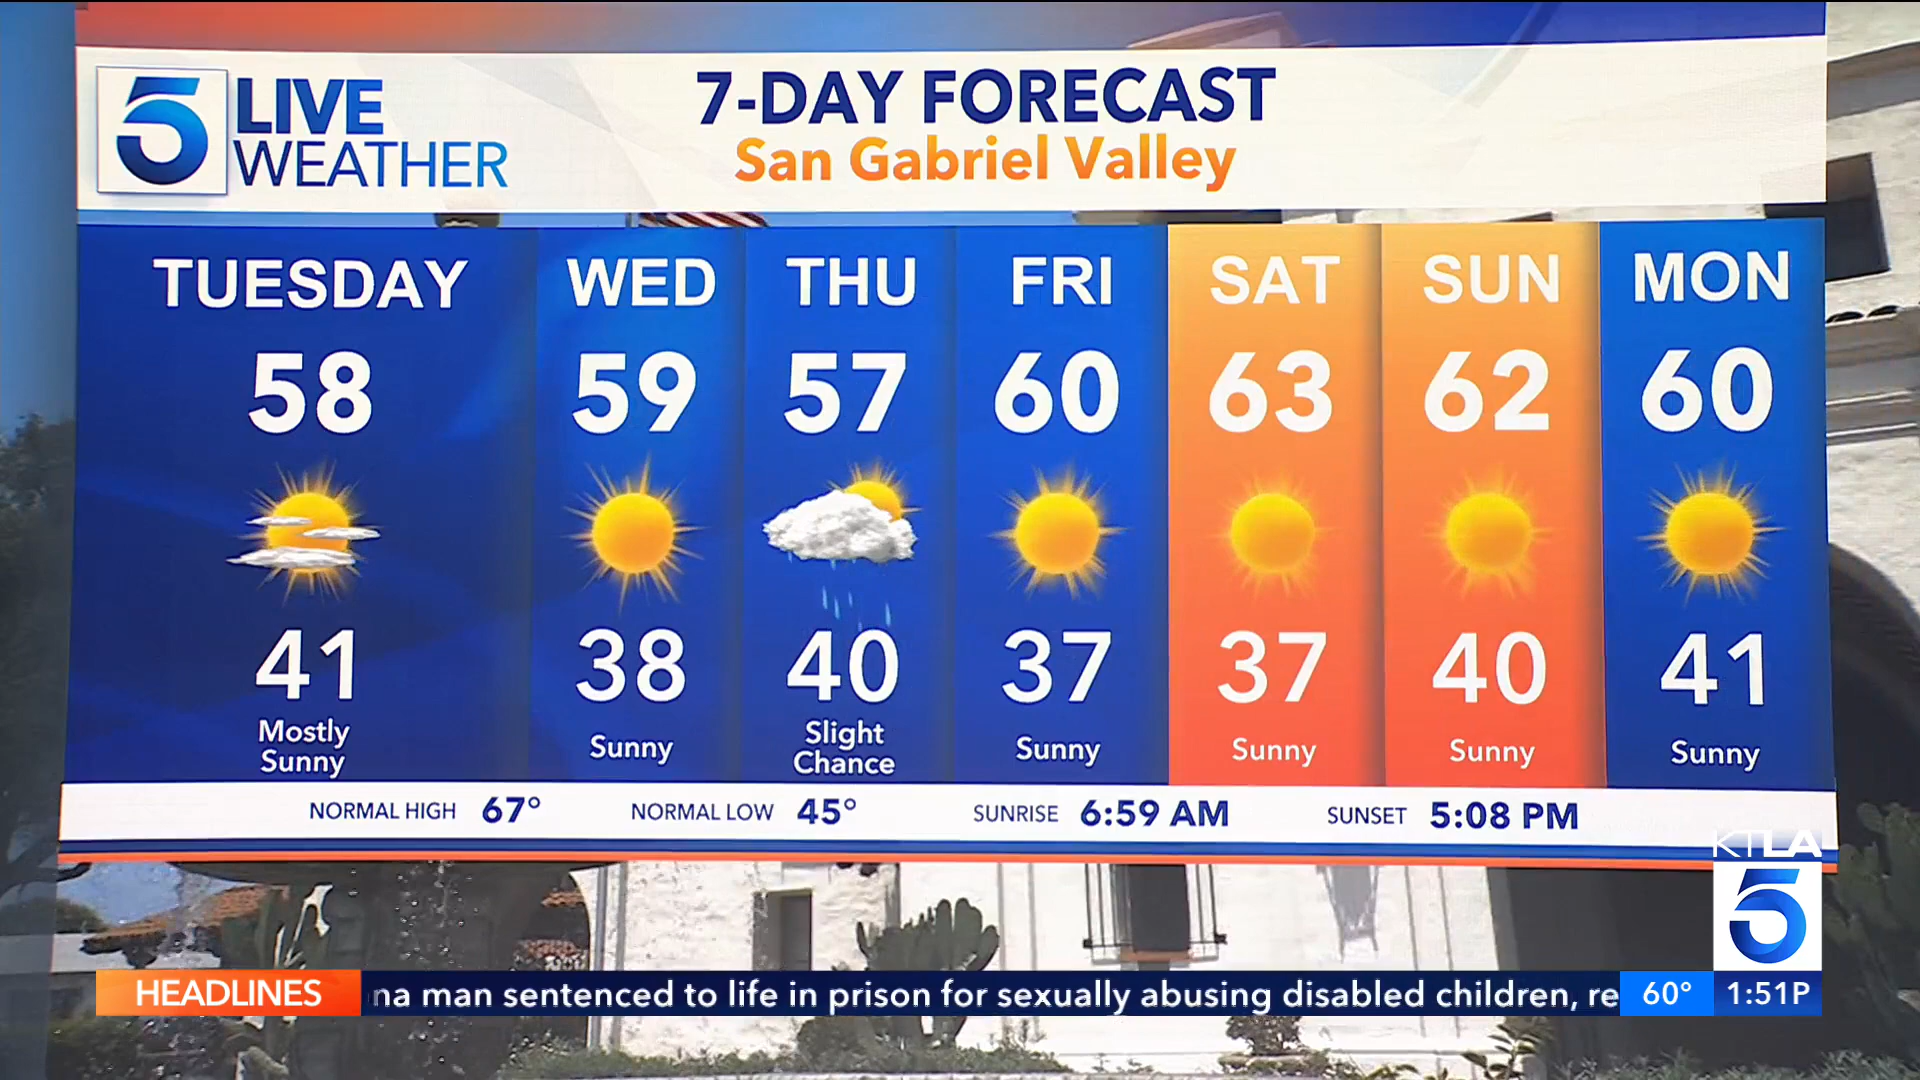 5 LIVE
WEATHER
7-DAY FORECAST
San Gabriel Valley
TUESDAY
58
41
Mostly
Sunny
WED
59
38
Sunny
THU
57
40
Slight
Chance
FRI
60
37
Sunny
SAT
63
37
Sunny
SUN
62
40
Sunny
MON
60
41
Sunny
NORMAL HIGH 67° NORMAL LOW 45° SUNRISE 6:59 AM SUNSET 5:08 PM
KTLA
5
HEADLINES na man sentenced to life in prison for sexually abusing disabled children, re 60° 1:51P